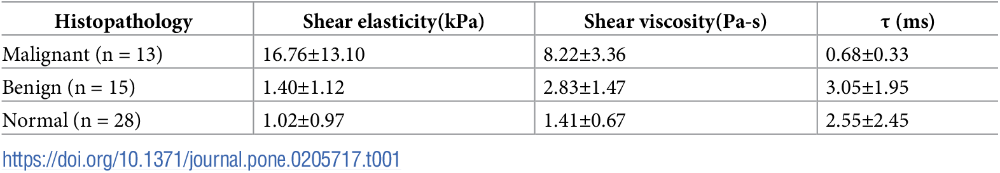 Histopathology Shear elasticity(kPa) Shear viscosity(Pa-s) τ (ms)
Malignant (n = 13) 16.76±13.10 8.22±3.36 0.68±0.33
Benign (n = 15) 1.40±1.12 2.83±1.47 3.05±1.95
Normal (n = 28) 1.02±0.97 1.41±0.67 2.55±2.45
https://doi.org/10.1371/journal.pone.0205717.t001